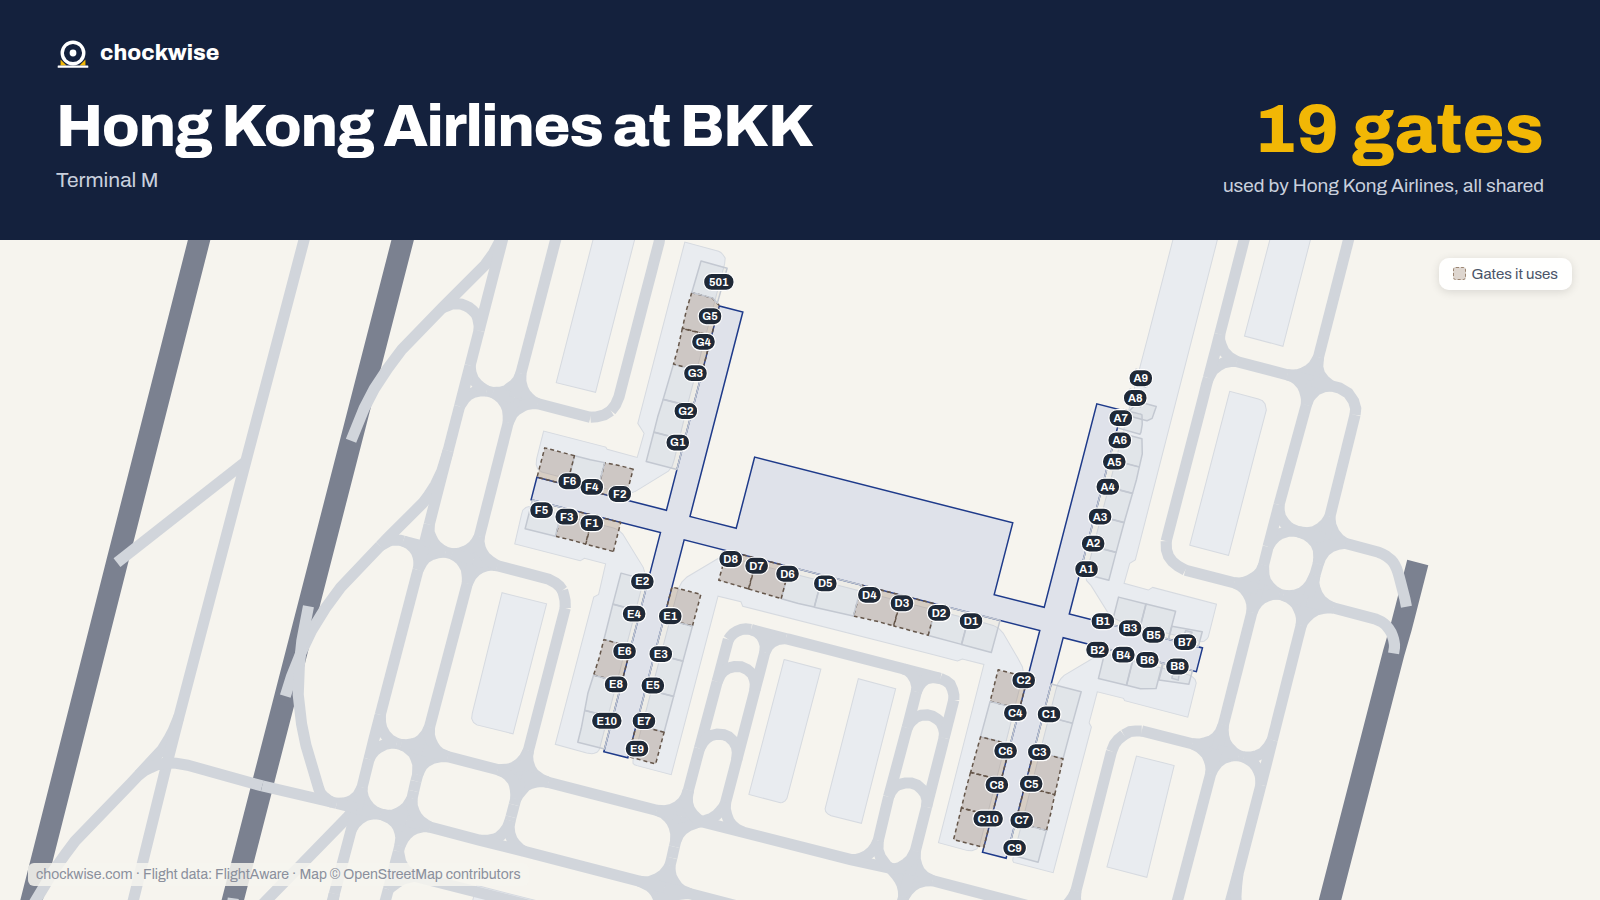 chockwise
Hong Kong Airlines at BKK
Terminal M
19 gates
used by Hong Kong Airlines, all shared
Gates it uses
501
G5
G4
G3
G2
G1
F6
F4
F2
F5
F3
F1
E2
E4
E1
E6
E3
E8
E5
E10
E7
E9
D8
D7
D6
D5
D4
D3
D2
D1
A9
A8
A7
A6
A5
A4
A3
A2
A1
B1
B3
B5
B7
B2
B4
B6
B8
C2
C4
C1
C6
C3
C8
C5
C10
C7
C9
chockwise.com · Flight data: FlightAware · Map © OpenStreetMap contributors